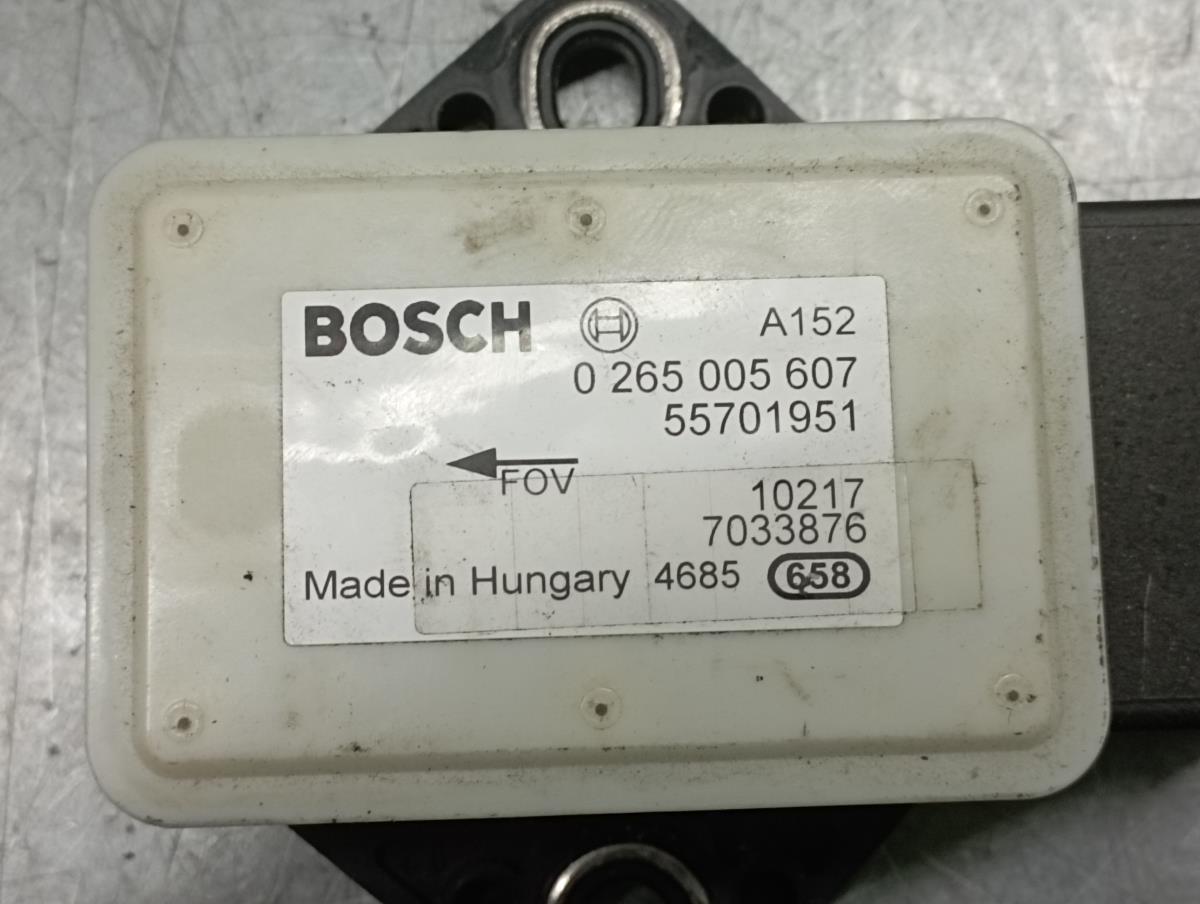 BOSCH A152
0 265 005 607
55701951
FOV
10217
7033876
Made in Hungary 4685 658